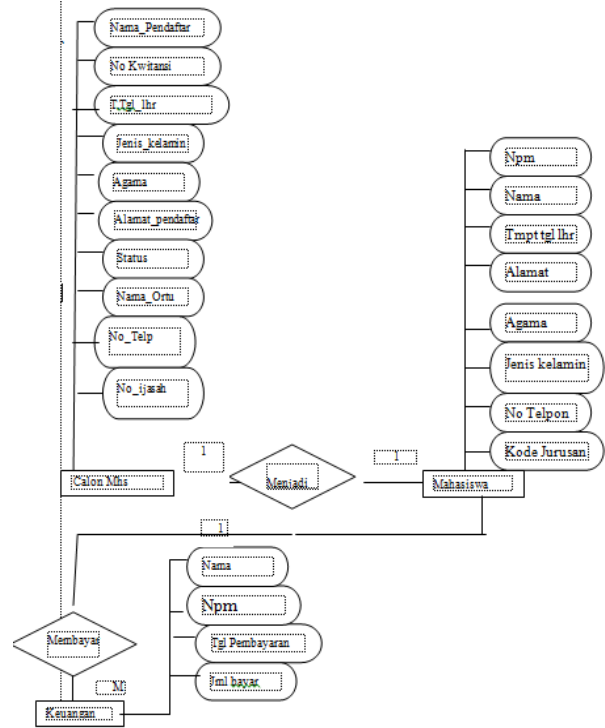 Nama_Pendaftar
No Kwitansi
T,Tgl_lhr
Jenis_kelamin
Agama
Alamat_pendaftar
Status
Nama_Ortu
No_Telp
No_ijasah
Npm
Nama
Tmpt tgl lhr
Alamat
Agama
Jenis kelamin
No Telpon
Kode Jurusan
1
1
Calon Mhs
Menjadi
Mahasiswa
1
Nama
Npm
Membayar
Tgl Pembayaran
Jml bayar
M
Keuangan